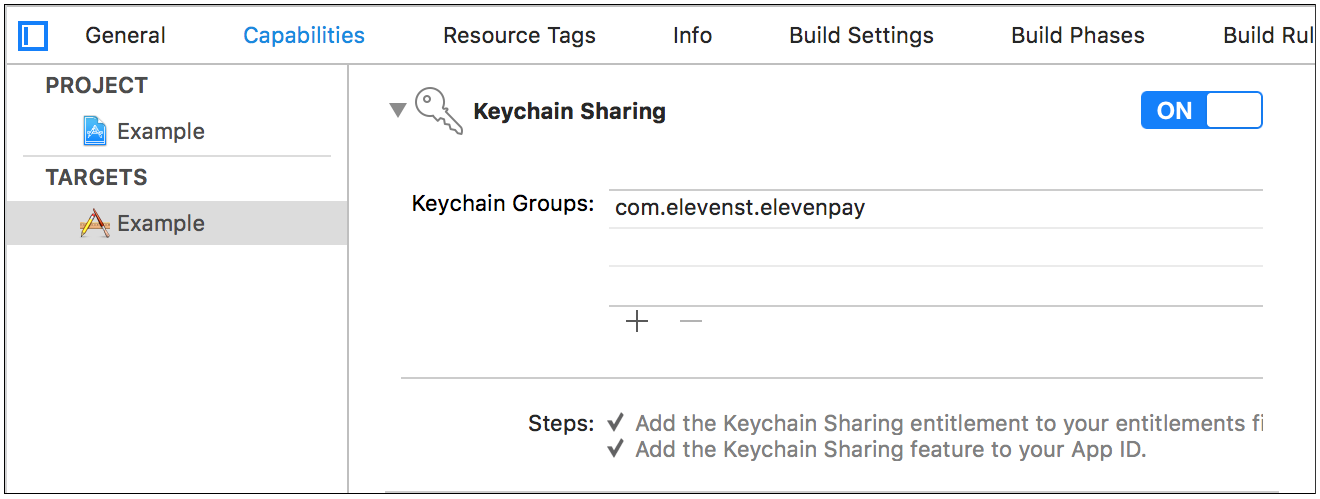 General Capabilities Resource Tags Info Build Settings Build Phases Build Rul
PROJECT
Example
TARGETS
Example
Keychain Sharing ON
Keychain Groups: com.elevenst.elevenpay
Steps: ✓ Add the Keychain Sharing entitlement to your entitlements fi
✓ Add the Keychain Sharing feature to your App ID.